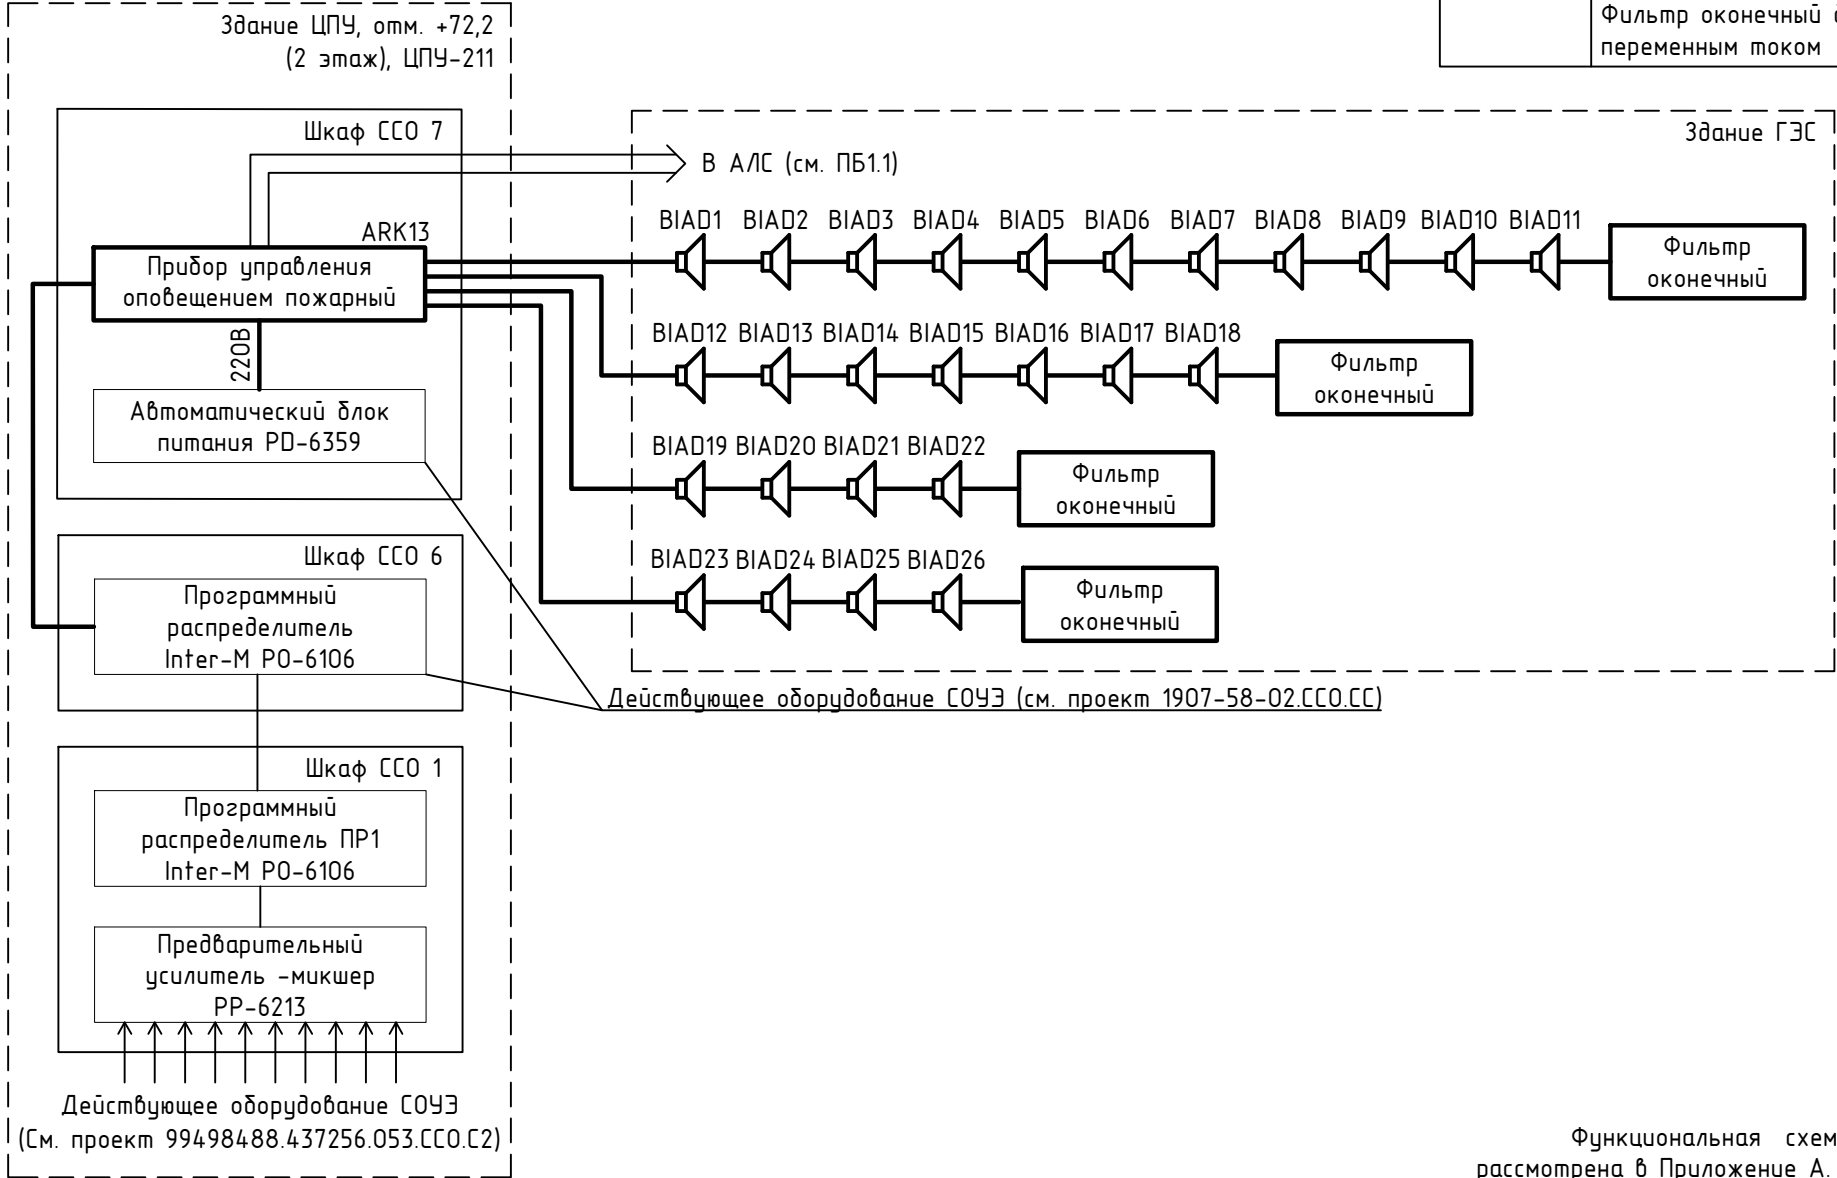 Здание ЦПУ, отм. +72,2
(2 этаж), ЦПУ-211
Фильтр оконечный
переменным током
Шкаф ССО 7
Здание ГЭС
В АЛС (см. ПБ1.1)
ARK13
Прибор управления
оповещением пожарный
220В
Автоматический блок
питания PD-6359
BIAD1 BIAD2 BIAD3 BIAD4 BIAD5 BIAD6 BIAD7 BIAD8 BIAD9 BIAD10 BIAD11
Фильтр
оконечный
BIAD12 BIAD13 BIAD14 BIAD15 BIAD16 BIAD17 BIAD18
Фильтр
оконечный
BIAD19 BIAD20 BIAD21 BIAD22
Фильтр
оконечный
BIAD23 BIAD24 BIAD25 BIAD26
Фильтр
оконечный
Шкаф ССО 6
Программный
распределитель
Inter-M PO-6106
Действующее оборудование СОУЭ (см. проект 1907-58-02.ССО.СС)
Шкаф ССО 1
Программный
распределитель ПР1
Inter-M PO-6106
Предварительный
усилитель -микшер
PP-6213
Действующее оборудование СОУЭ
(См. проект 99498488.437256.053.ССО.С2)
Функциональная схем
рассмотрена в Приложение А.